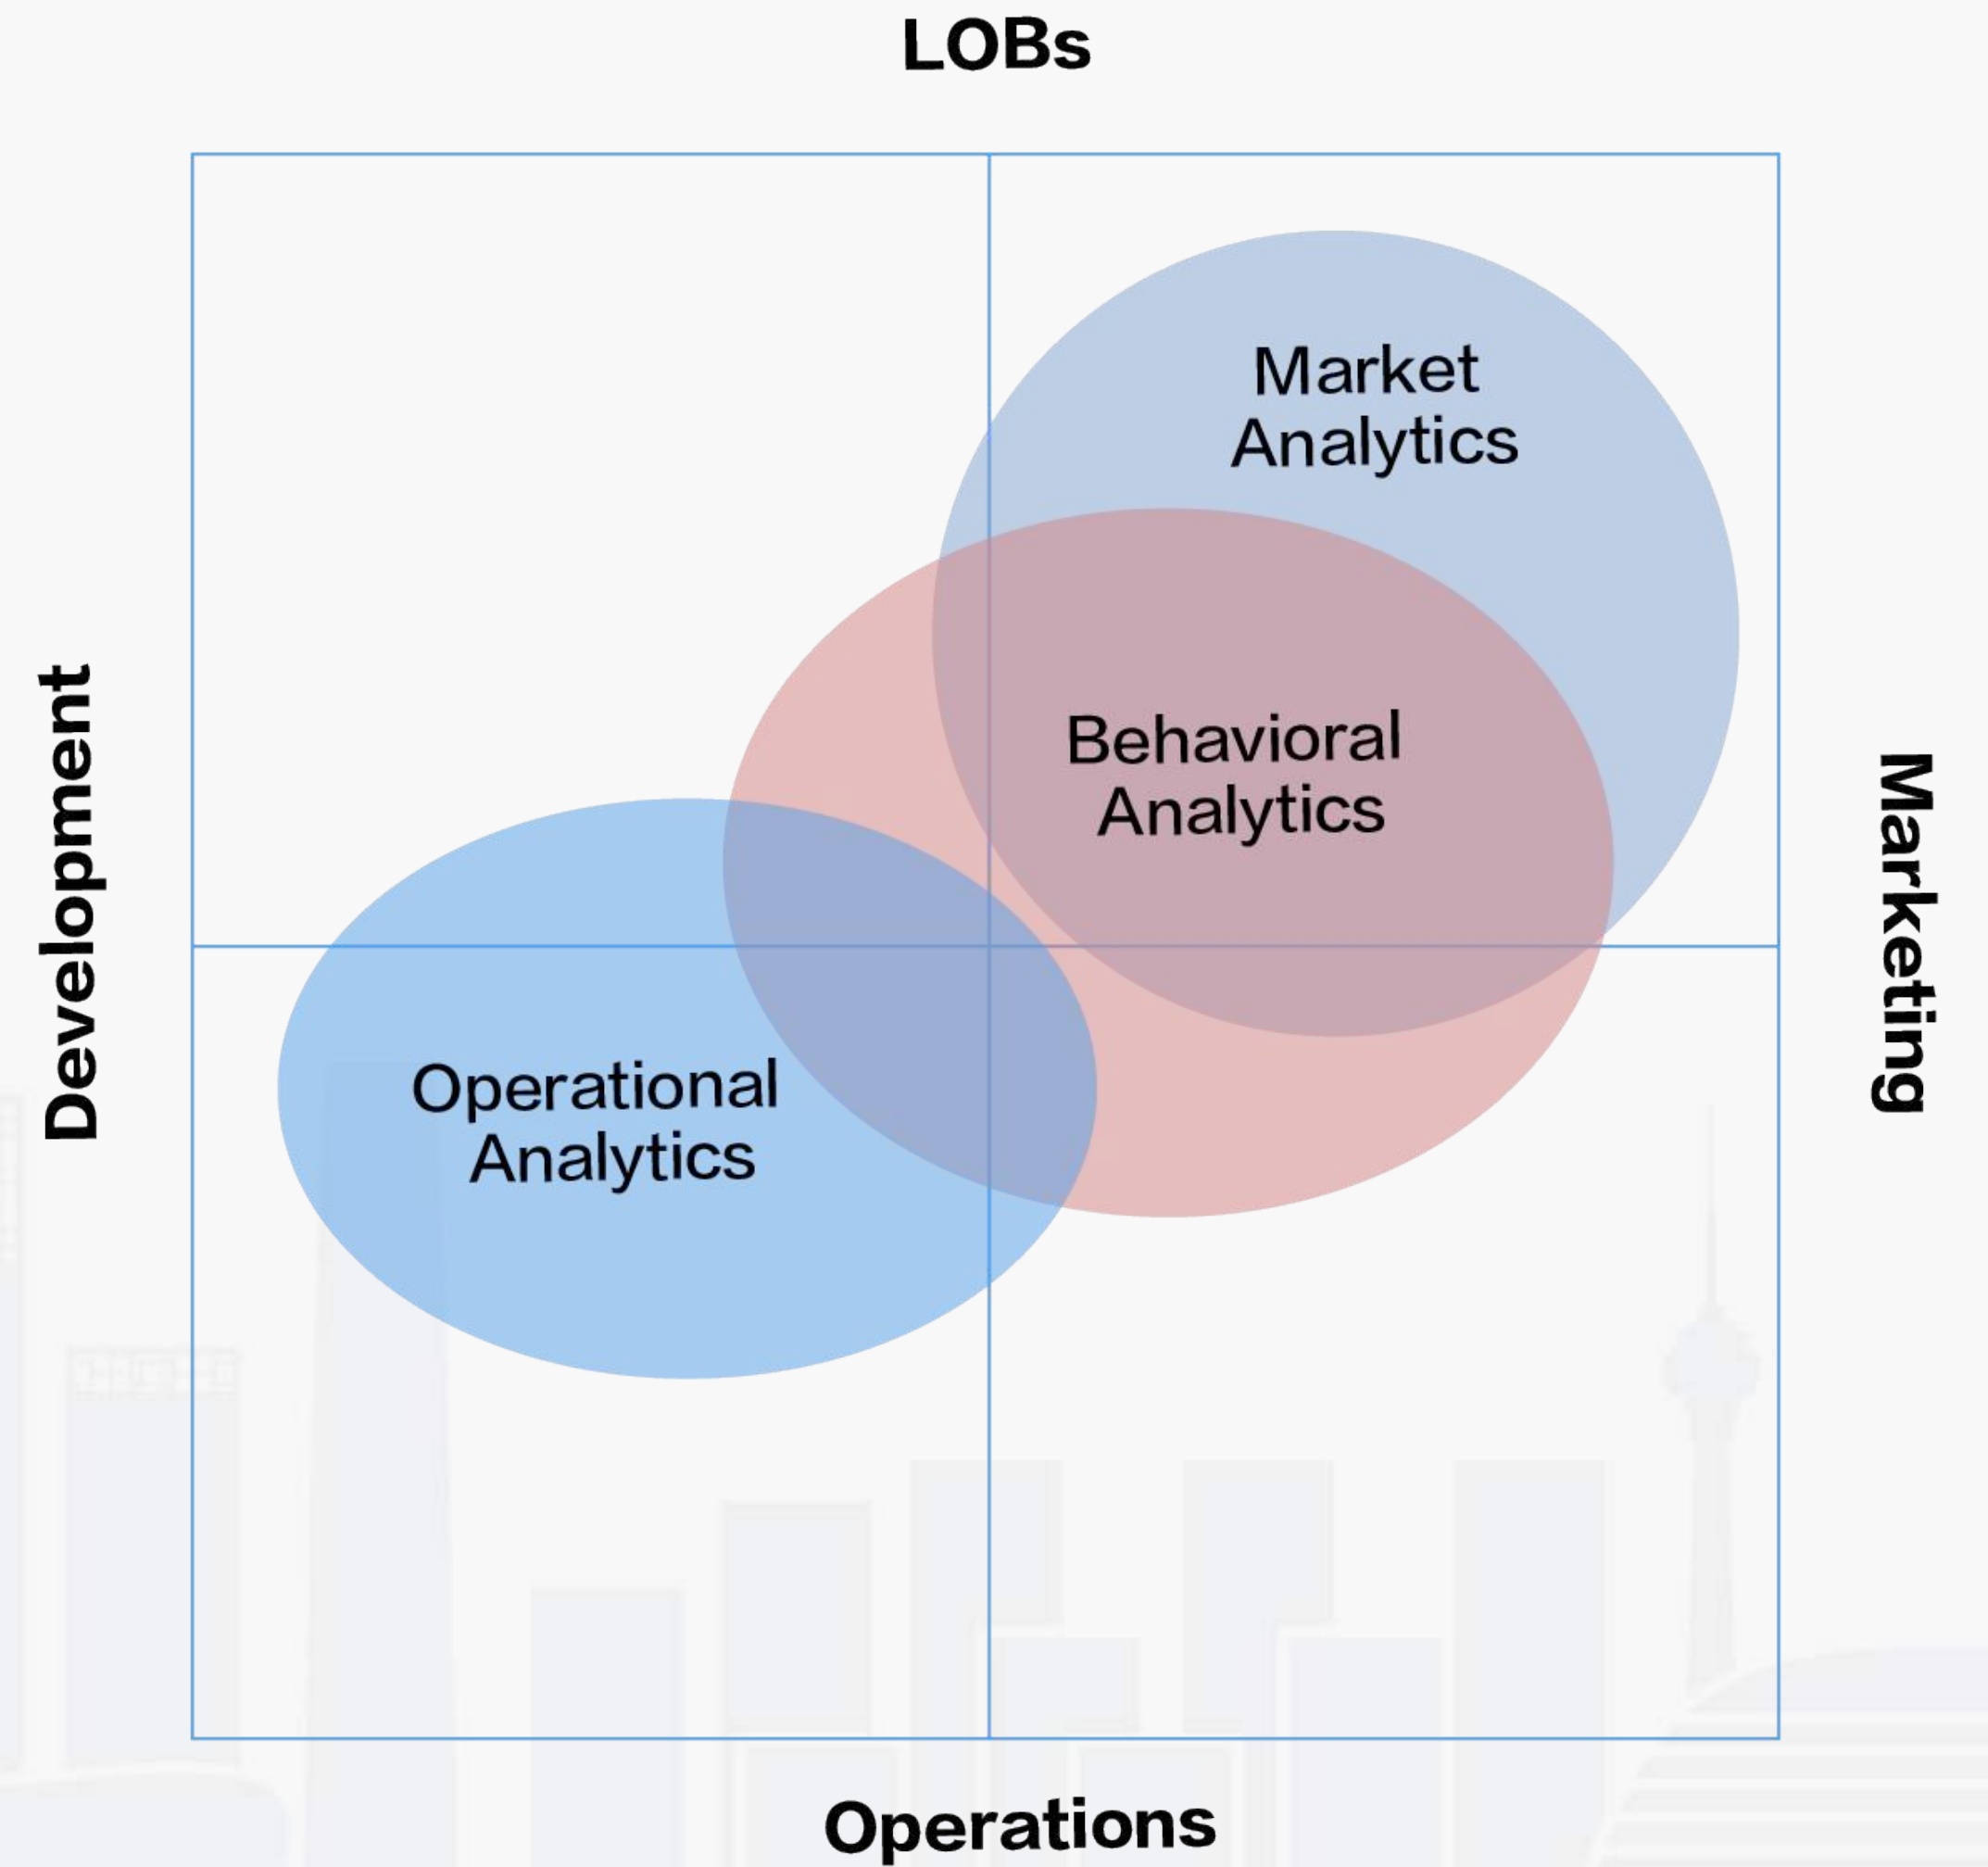 LOBs
Market
Analytics
Development
Behavioral
Analytics
Marketing
Operational
Analytics
Operations